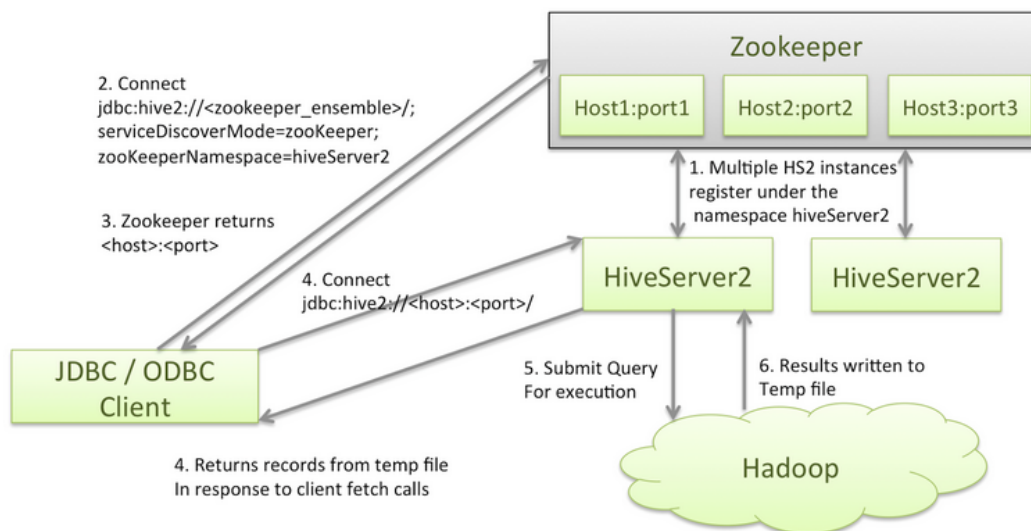 Zookeeper
Host1:port1
Host2:port2
Host3:port3
2. Connect
jdbc:hive2://<zookeeper_ensemble>/;
serviceDiscoverMode=zooKeeper;
zooKeeperNamespace=hiveServer2
1. Multiple HS2 instances
register under the
namespace hiveServer2
3. Zookeeper returns
<host>:<port>
HiveServer2
HiveServer2
4. Connect
jdbc:hive2://<host>:<port>/
JDBC / ODBC
Client
5. Submit Query
For execution
6. Results written to
Temp file
4. Returns records from temp file
In response to client fetch calls
Hadoop